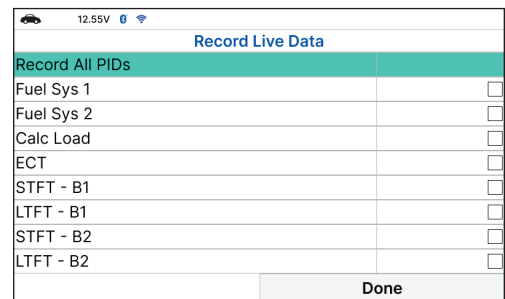 12.55V
Record Live Data
Record All PIDs
Fuel Sys 1
Fuel Sys 2
Calc Load
ECT
STFT - B1
LTFT - B1
STFT - B2
LTFT - B2
Done